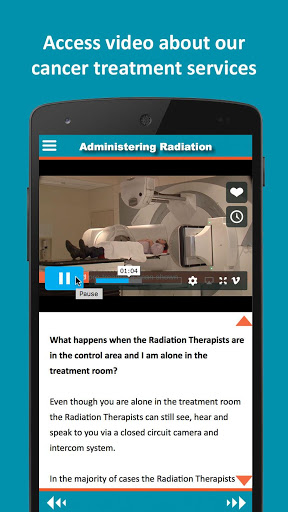 Access video about our
cancer treatment services
Administering Radiation
01:04
Pause
What happens when the Radiation Therapists are
in the control area and I am alone in the
treatment room?
Even though you are alone in the treatment room
the Radiation Therapists can still see, hear and
speak to you via a closed circuit camera and
intercom system.
In the majority of cases the Radiation Therapists